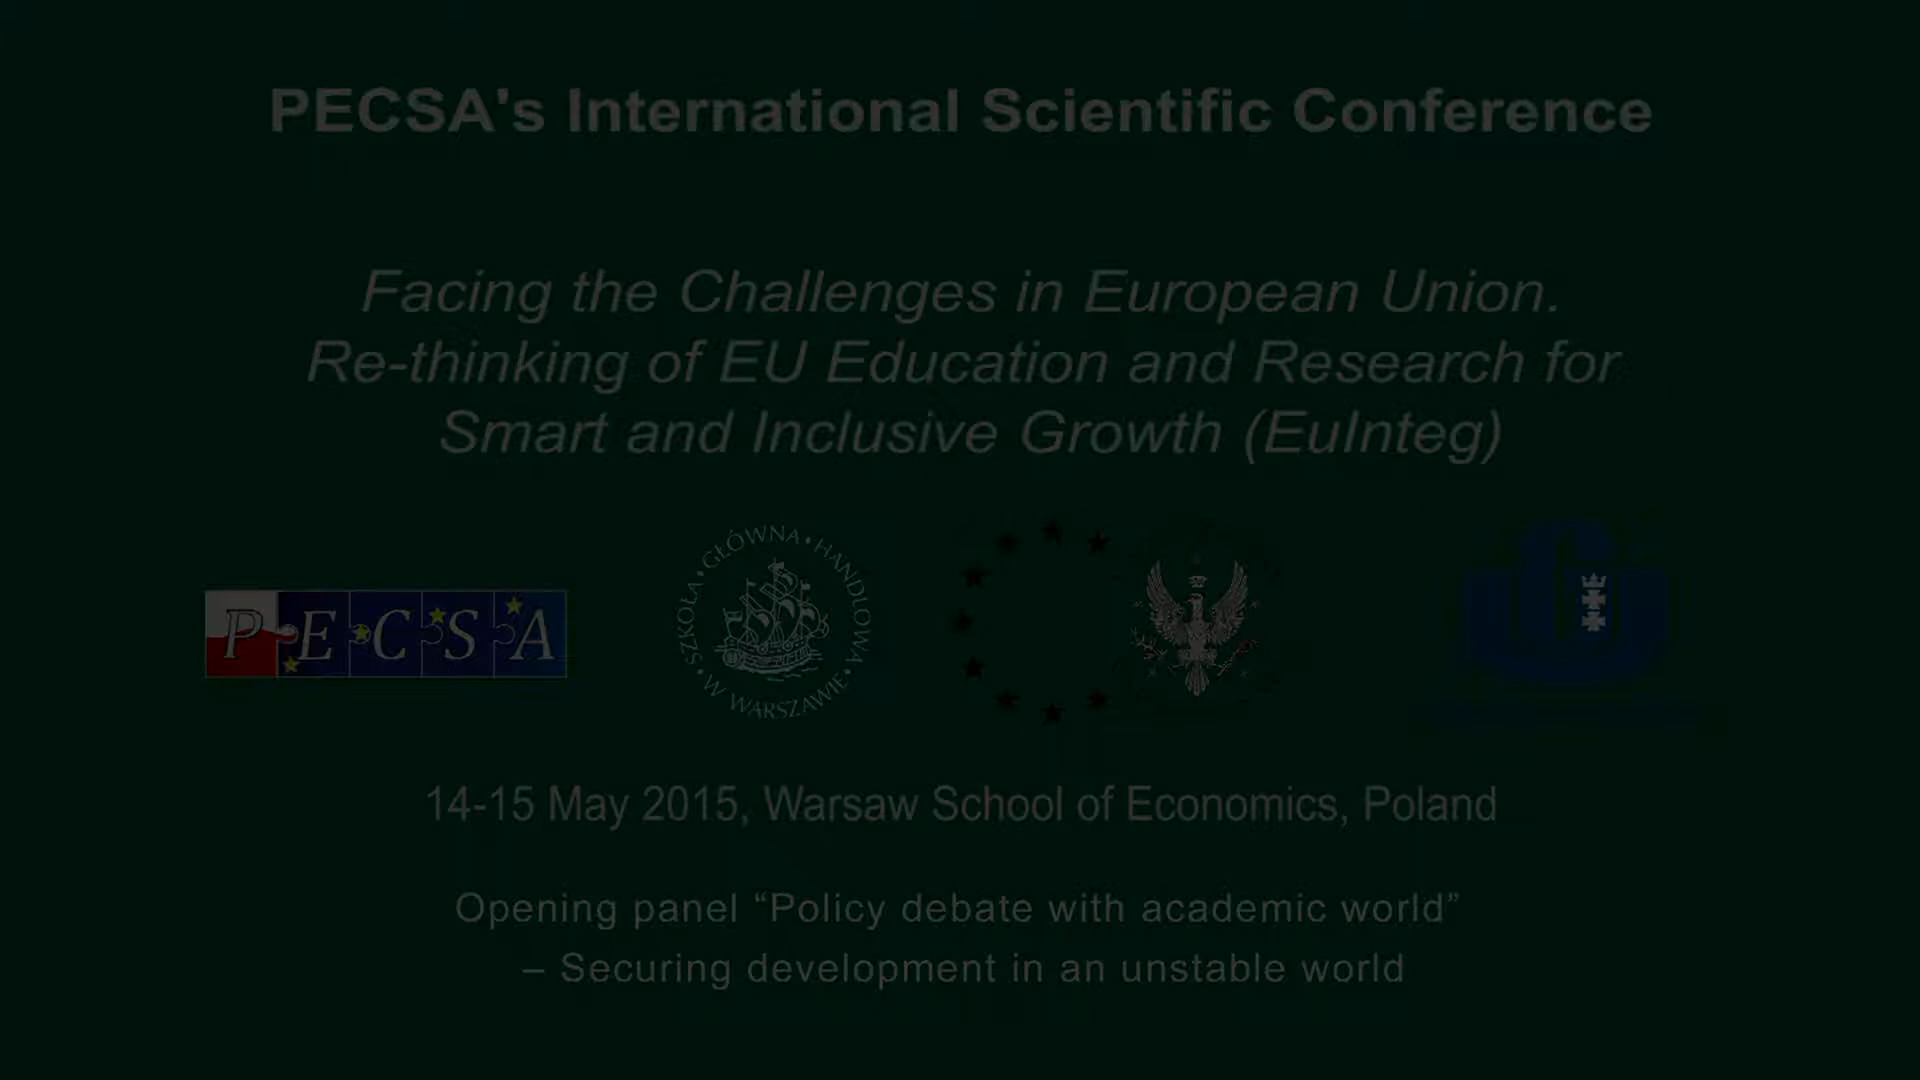 PECSA's International Scientific Conference
Facing the Challenges in European Union.
Re-thinking of EU Education and Research for
Smart and Inclusive Growth (EuInteg)
PECSA
SZKOŁA • GŁÓWNA • HANDLOWA • W WARSZAWIE •
14-15 May 2015, Warsaw School of Economics, Poland
Opening panel “Policy debate with academic world”
– Securing development in an unstable world